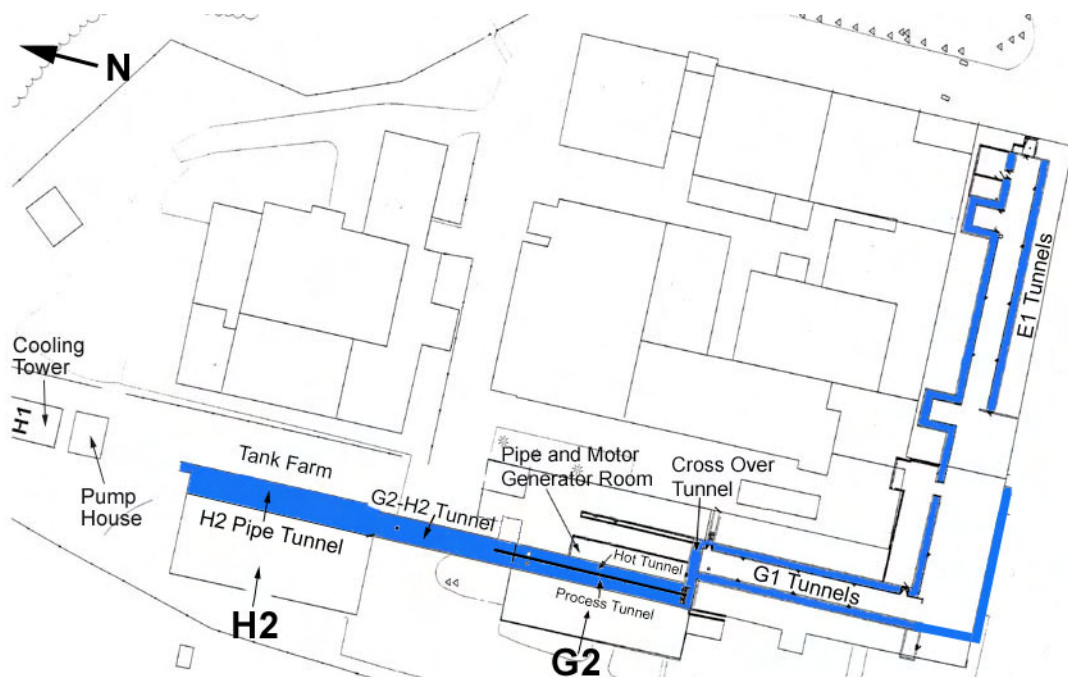 N
E1 Tunnels
Cooling
Tower
H1
Pump
House
Tank Farm
H2 Pipe Tunnel
G2-H2 Tunnel
Pipe and Motor
Generator Room
Cross Over
Tunnel
Hot Tunnel
Process Tunnel
G1 Tunnels
H2
G2